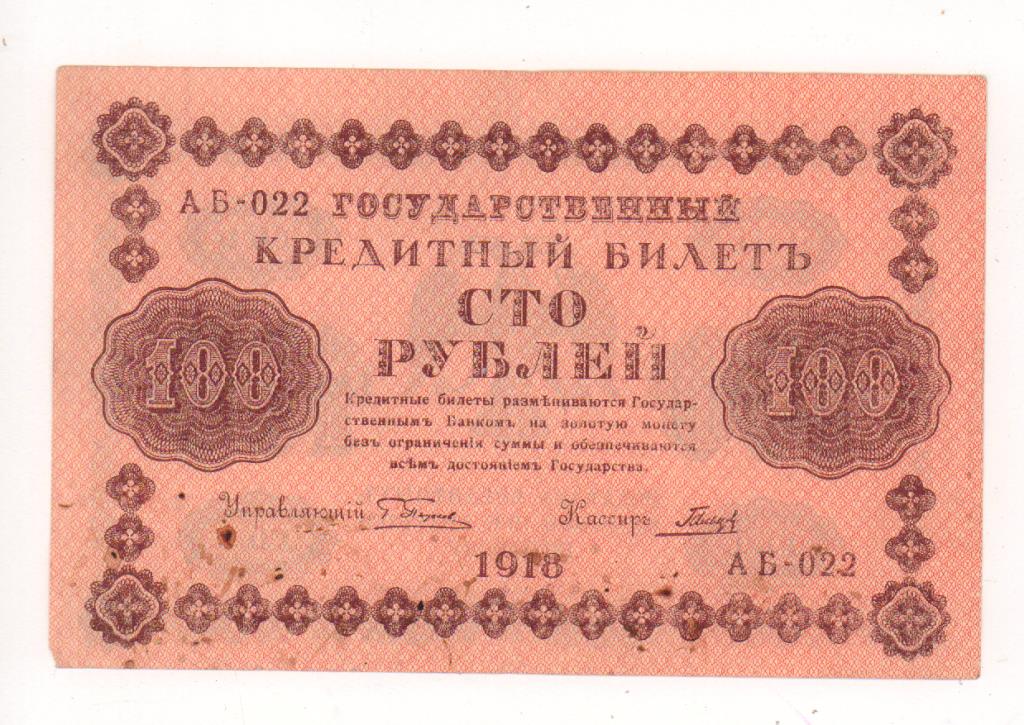 АБ-022 ГОСУДАРСТВЕННЫЙ
КРЕДИТНЫЙ БИЛЕТЪ
СТО
РУБЛЕЙ
100
100
Кредитные билеты размѣниваются Государ-
ственнымъ Банкомъ на золотую монету
безъ ограниченія суммы и обезпечиваются
всѣмъ достояніемъ Государства.
Управляющій
Кассиръ
1918
АБ-022